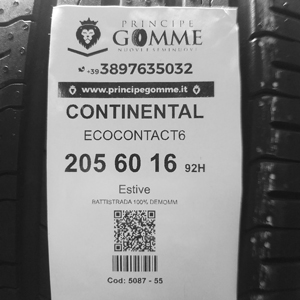 PRINCIPE
GOMME
NUOVE E SEMINUOVE
+39 3897635032
www.principegomme.it
CONTINENTAL
ECOCONTACT6
205 60 16 92H
Estive
BATTISTRADA 100% DENOMM
Cod: 5087 - 55